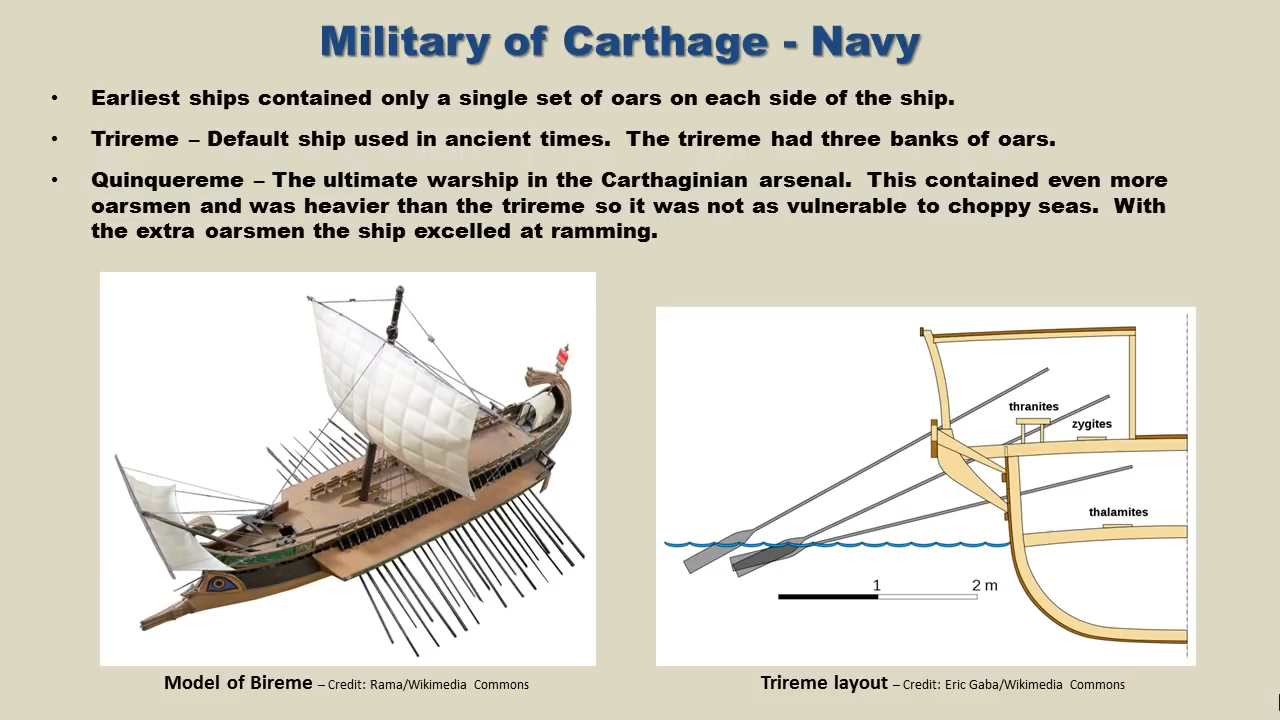 Military of Carthage - Navy
• Earliest ships contained only a single set of oars on each side of the ship.
• Trireme – Default ship used in ancient times.  The trireme had three banks of oars.
• Quinquereme – The ultimate warship in the Carthaginian arsenal.  This contained even more
oarsmen and was heavier than the trireme so it was not as vulnerable to choppy seas.  With
the extra oarsmen the ship excelled at ramming.
thranites
zygites
thalamites
1 2 m
Model of Bireme – Credit: Rama/Wikimedia Commons
Trireme layout – Credit: Eric Gaba/Wikimedia Commons